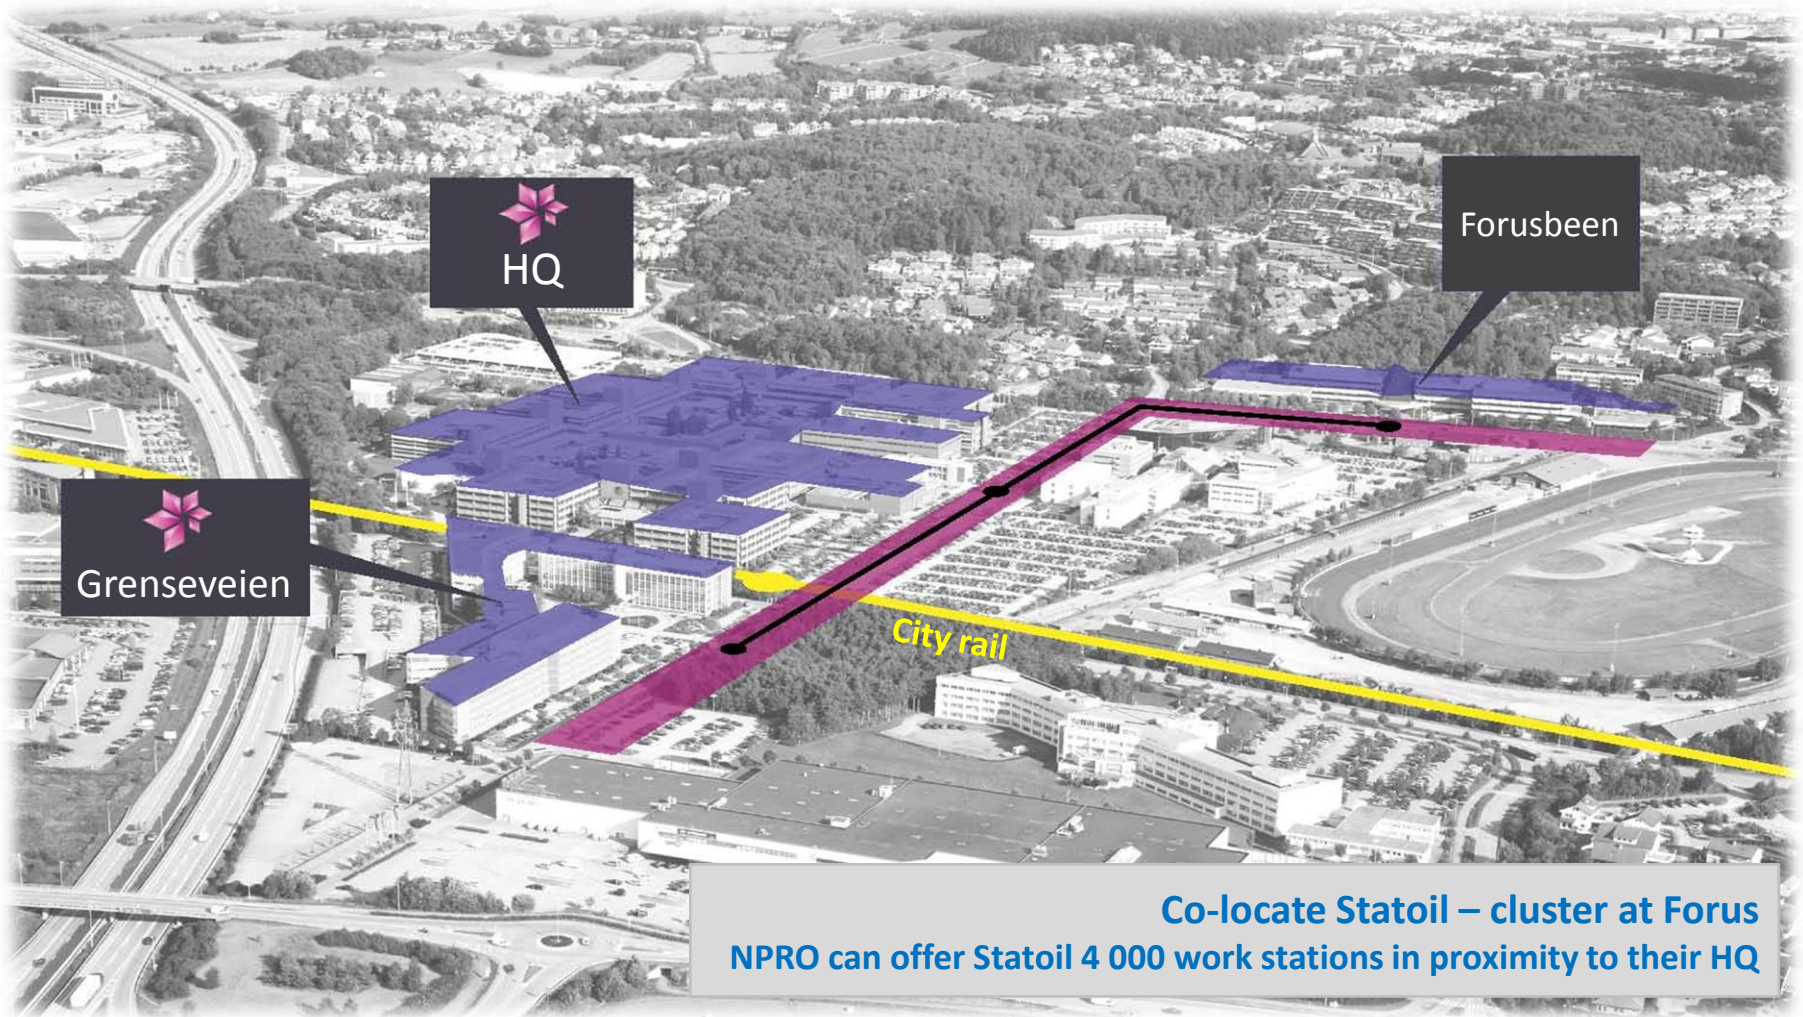 HQ
Forusbeen
Grenseveien
City rail
Co-locate Statoil – cluster at Forus
NPRO can offer Statoil 4 000 work stations in proximity to their HQ